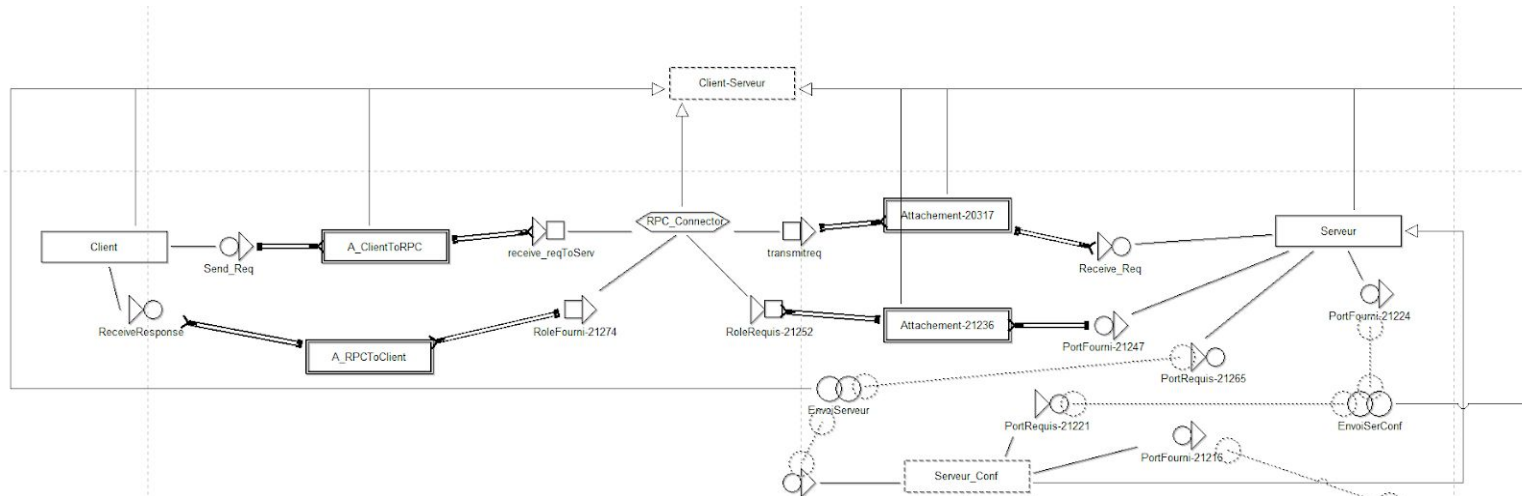 Client-Serveur
Client
Send_Req
A_ClientToRPC
receive_reqToServ
RPC_Connector
transmitreq
Attachement-20317
Receive_Req
Serveur
ReceiveResponse
A_RPCToClient
RoleFourni-21274
RoleRequis-21252
Attachement-21236
PortFourni-21247
PortFourni-21224
PortRequis-21265
EnvoiServeur
PortRequis-21221
EnvoiSerConf
PortFourni-21216
Serveur_Conf